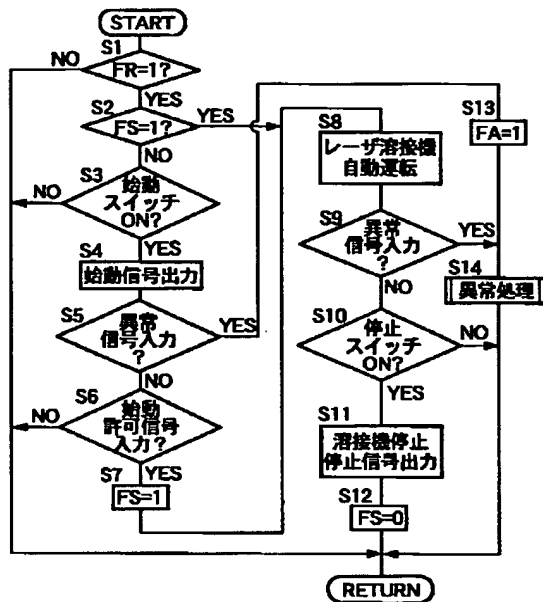 START
S1
NO
FR=1?
YES
S2
FS=1?
YES
NO
S3
NO
始動
スイッチ
ON?
YES
S4
始動信号出力
S5
異常
信号入力
?
YES
NO
S6
NO
始動
許可信号
入力?
YES
S7
FS=1
S8
レーザ溶接機
自動運転
S9
異常
信号入力
?
YES
NO
S10
停止
スイッチ
ON?
NO
YES
S11
溶接機停止
停止信号出力
S12
FS=0
S13
FA=1
S14
異常処理
RETURN